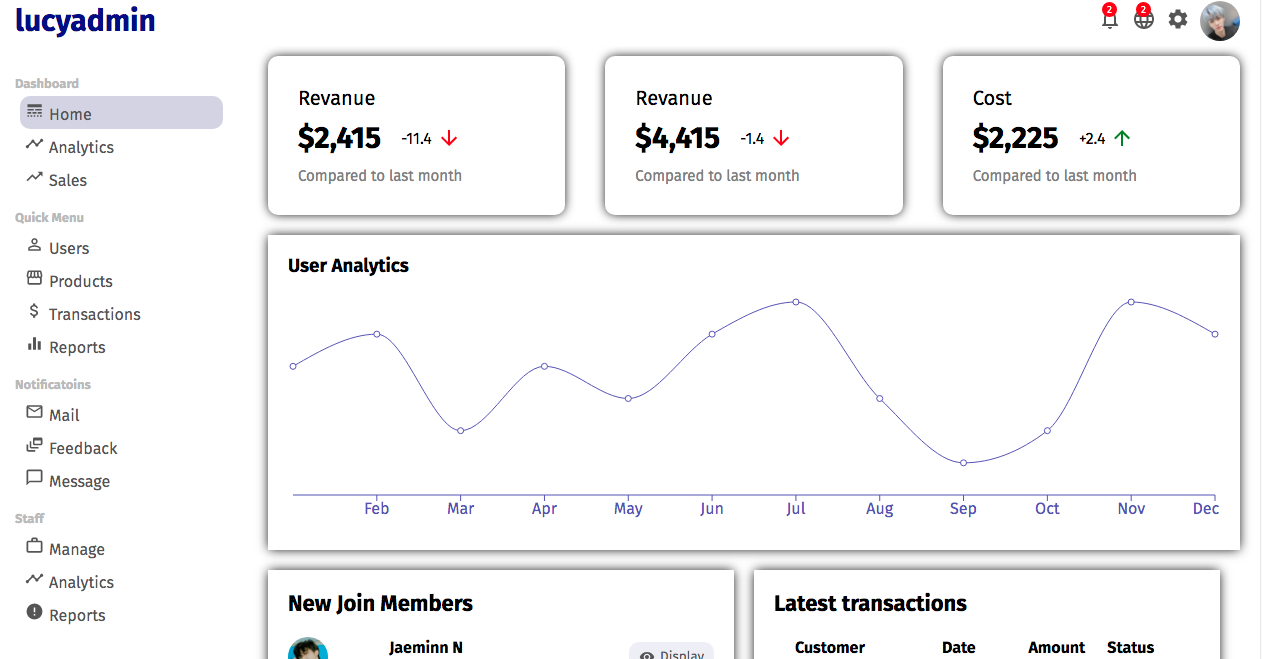 lucyadmin
2
2
Dashboard
Home
Analytics
Sales
Quick Menu
Users
Products
Transactions
Reports
Notificatoins
Mail
Feedback
Message
Staff
Manage
Analytics
Reports
Revanue
$2,415 -11.4
Compared to last month
Revanue
$4,415 -1.4
Compared to last month
Cost
$2,225 +2.4
Compared to last month
User Analytics
Feb Mar Apr May Jun Jul Aug Sep Oct Nov Dec
New Join Members
Jaeminn N
Display
Latest transactions
Customer Date Amount Status